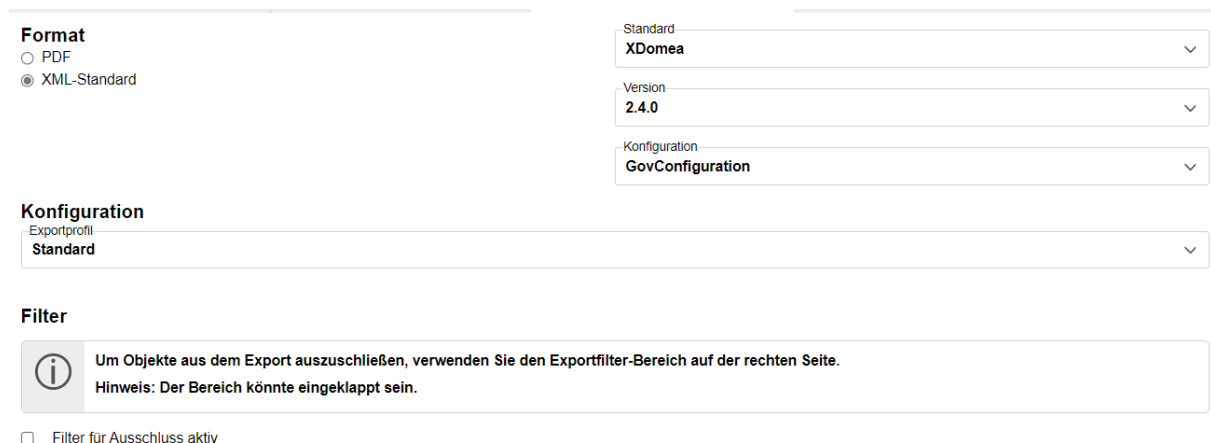 Format
PDF
XML-Standard
Standard
XDomea
Version
2.4.0
Konfiguration
GovConfiguration
Konfiguration
Exportprofil
Standard
Filter
Um Objekte aus dem Export auszuschließen, verwenden Sie den Exportfilter-Bereich auf der rechten Seite.
Hinweis: Der Bereich könnte eingeklappt sein.
Filter für Ausschluss aktiv